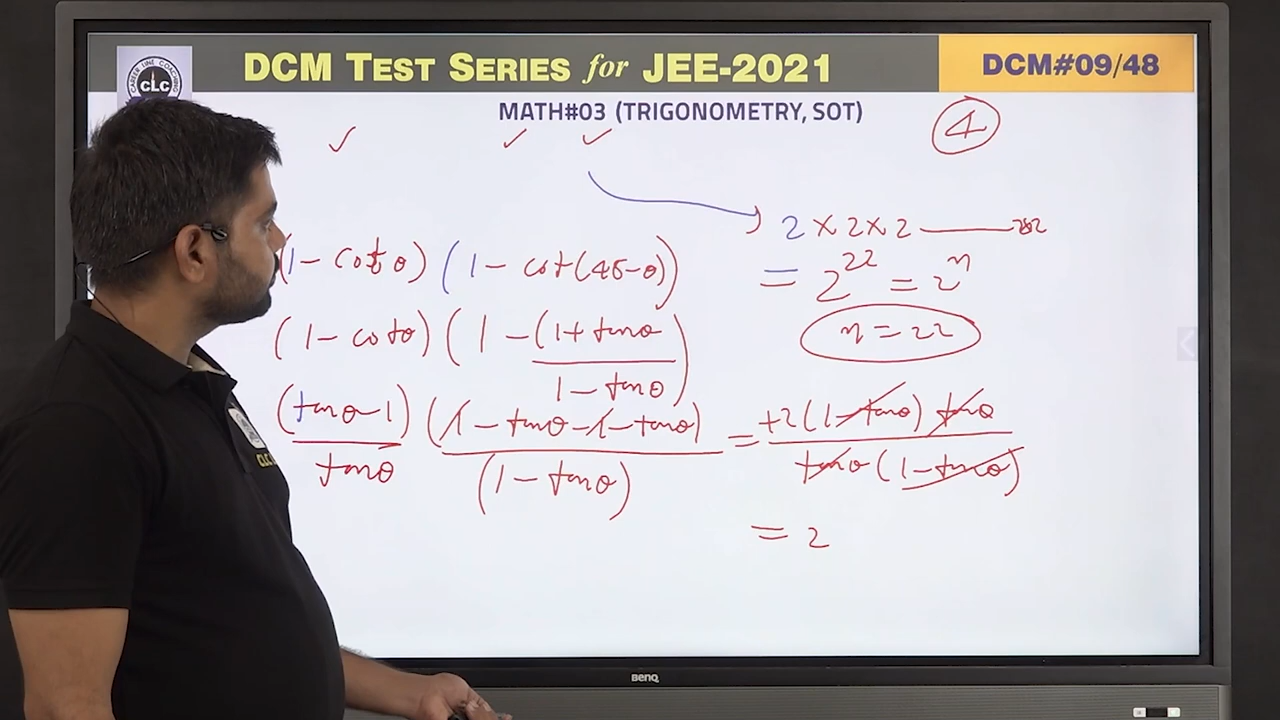 DCM TEST SERIES for JEE-2021
DCM#09/48
CLC
MATH#03 (TRIGONOMETRY, SOT)
4
(1 - cotθ) (1 - cot(45-θ))
(1 - cotθ) (1 - (1+tanθ / 1 - tanθ))
(tanθ-1) / tanθ (1 - tanθ - 1 - tanθ) / (1 - tanθ) = +2(1-tanθ) tanθ / tanθ(1-tanθ)
= 2
2 × 2 × 2
= 2^22 = 2^n
n = 22
BENQ